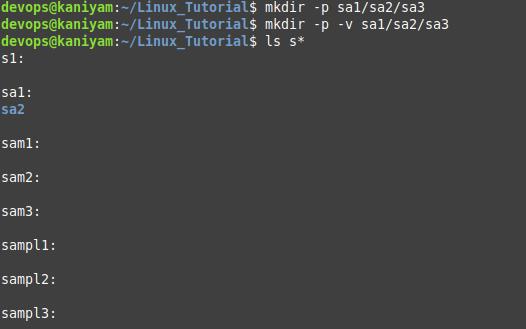 devops@kaniyam:~/Linux_Tutorial$ mkdir -p sa1/sa2/sa3
devops@kaniyam:~/Linux_Tutorial$ mkdir -p -v sa1/sa2/sa3
devops@kaniyam:~/Linux_Tutorial$ ls s*
s1:
sa1:
sa2
sam1:
sam2:
sam3:
sampl1:
sampl2:
sampl3: